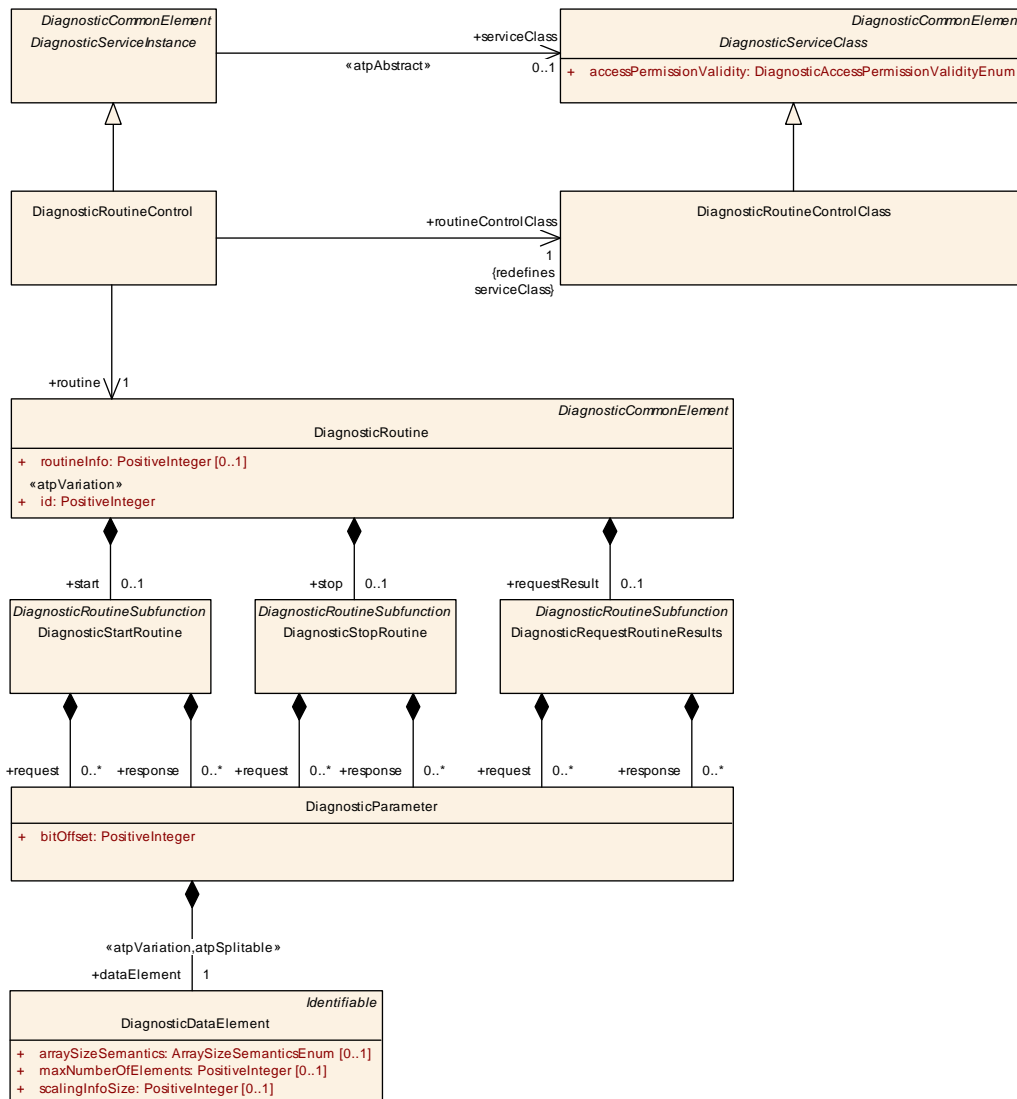 DiagnosticCommonElement
DiagnosticServiceInstance
DiagnosticCommonElement
DiagnosticServiceClass
+ accessPermissionValidity: DiagnosticAccessPermissionValidityEnum
+serviceClass
«atpAbstract»
0..1
DiagnosticRoutineControl
DiagnosticRoutineControlClass
+routineControlClass
1
{redefines
serviceClass}
+routine 1
DiagnosticCommonElement
DiagnosticRoutine
+ routineInfo: PositiveInteger [0..1]
«atpVariation»
+ id: PositiveInteger
+start 0..1
+stop 0..1
+requestResult 0..1
DiagnosticRoutineSubfunction
DiagnosticStartRoutine
DiagnosticRoutineSubfunction
DiagnosticStopRoutine
DiagnosticRoutineSubfunction
DiagnosticRequestRoutineResults
+request 0..*
+response 0..*
+request 0..*
+response 0..*
+request 0..*
+response 0..*
DiagnosticParameter
+ bitOffset: PositiveInteger
«atpVariation,atpSplitable»
+dataElement 1
Identifiable
DiagnosticDataElement
+ arraySizeSemantics: ArraySizeSemanticsEnum [0..1]
+ maxNumberOfElements: PositiveInteger [0..1]
+ scalingInfoSize: PositiveInteger [0..1]